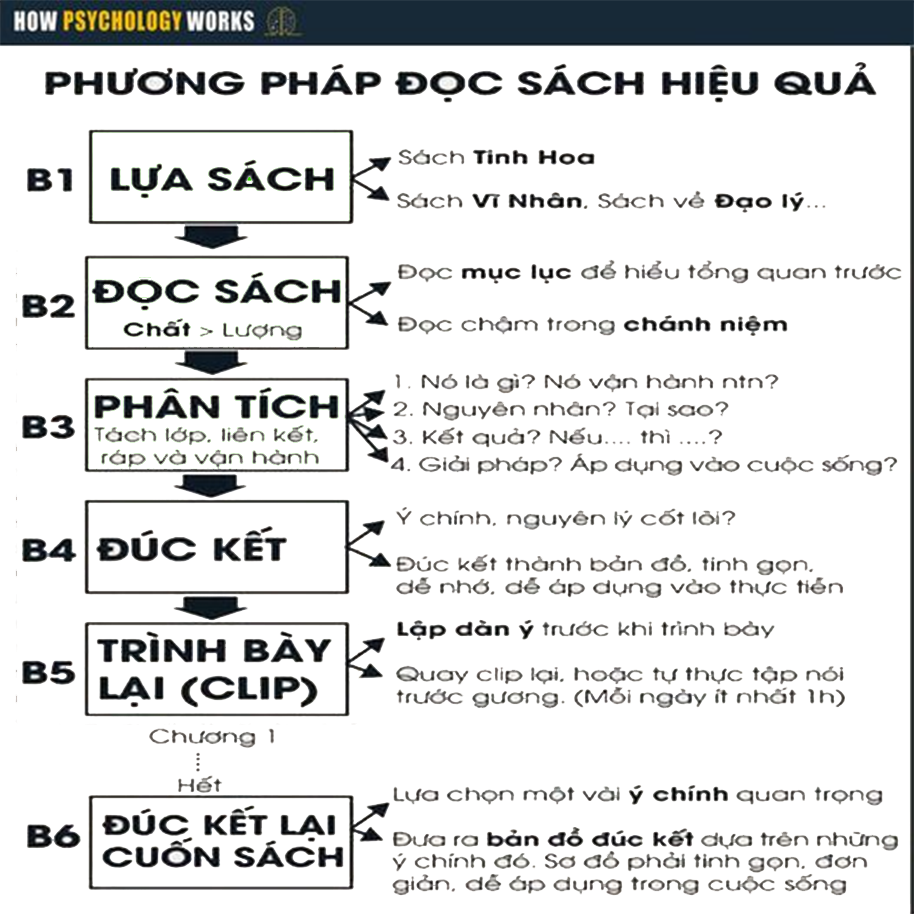 HOW PSYCHOLOGY WORKS
PHƯƠNG PHÁP ĐỌC SÁCH HIỆU QUẢ
B1
LỰA SÁCH
Sách Tinh Hoa
Sách Vĩ Nhân, Sách về Đạo lý...
B2
ĐỌC SÁCH
Chất > Lượng
Đọc mục lục để hiểu tổng quan trước
Đọc chậm trong chánh niệm
B3
PHÂN TÍCH
Tách lớp, liên kết,
ráp và vận hành
1. Nó là gì? Nó vận hành ntn?
2. Nguyên nhân? Tại sao?
3. Kết quả? Nếu.... thì ....?
4. Giải pháp? Áp dụng vào cuộc sống?
B4
ĐÚC KẾT
Ý chính, nguyên lý cốt lõi?
Đúc kết thành bản đồ, tinh gọn,
dễ nhớ, dễ áp dụng vào thực tiễn
B5
TRÌNH BÀY
LẠI (CLIP)
Lập dàn ý trước khi trình bày
Quay clip lại, hoặc tự thực tập nói
trước gương. (Mỗi ngày ít nhất 1h)
Chương 1
Hết
B6
ĐÚC KẾT LẠI
CUỐN SÁCH
Lựa chọn một vài ý chính quan trọng
Đưa ra bản đồ đúc kết dựa trên những
ý chính đó. Sơ đồ phải tinh gọn, đơn
giản, dễ áp dụng trong cuộc sống